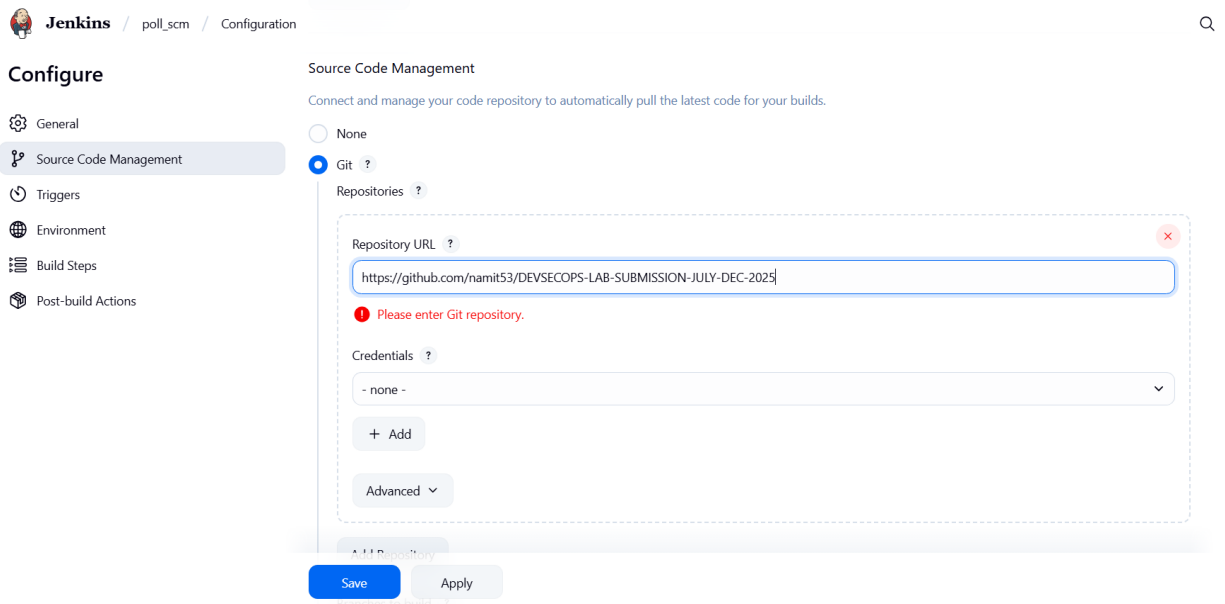 Jenkins / poll_scm / Configuration
Configure
General
Source Code Management
Triggers
Environment
Build Steps
Post-build Actions
Source Code Management
Connect and manage your code repository to automatically pull the latest code for your builds.
None
Git ?
Repositories ?
Repository URL ?
https://github.com/namit53/DEVSECOPS-LAB-SUBMISSION-JULY-DEC-2025
Please enter Git repository.
Credentials ?
- none -
+ Add
Advanced
Add Repository
Save Apply